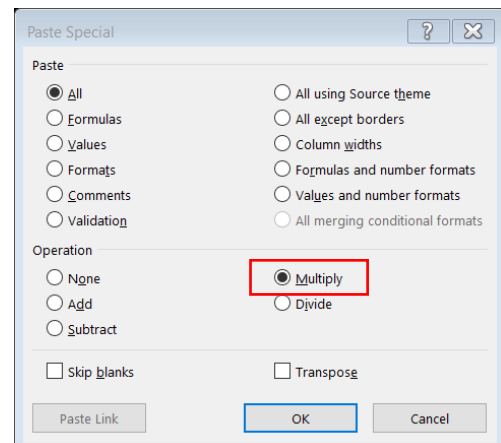 Paste Special
Paste
All
All using Source theme
Formulas
All except borders
Values
Column widths
Formats
Formulas and number formats
Comments
Values and number formats
Validation
All merging conditional formats
Operation
None
Multiply
Add
Divide
Subtract
Skip blanks
Transpose
Paste Link
OK
Cancel